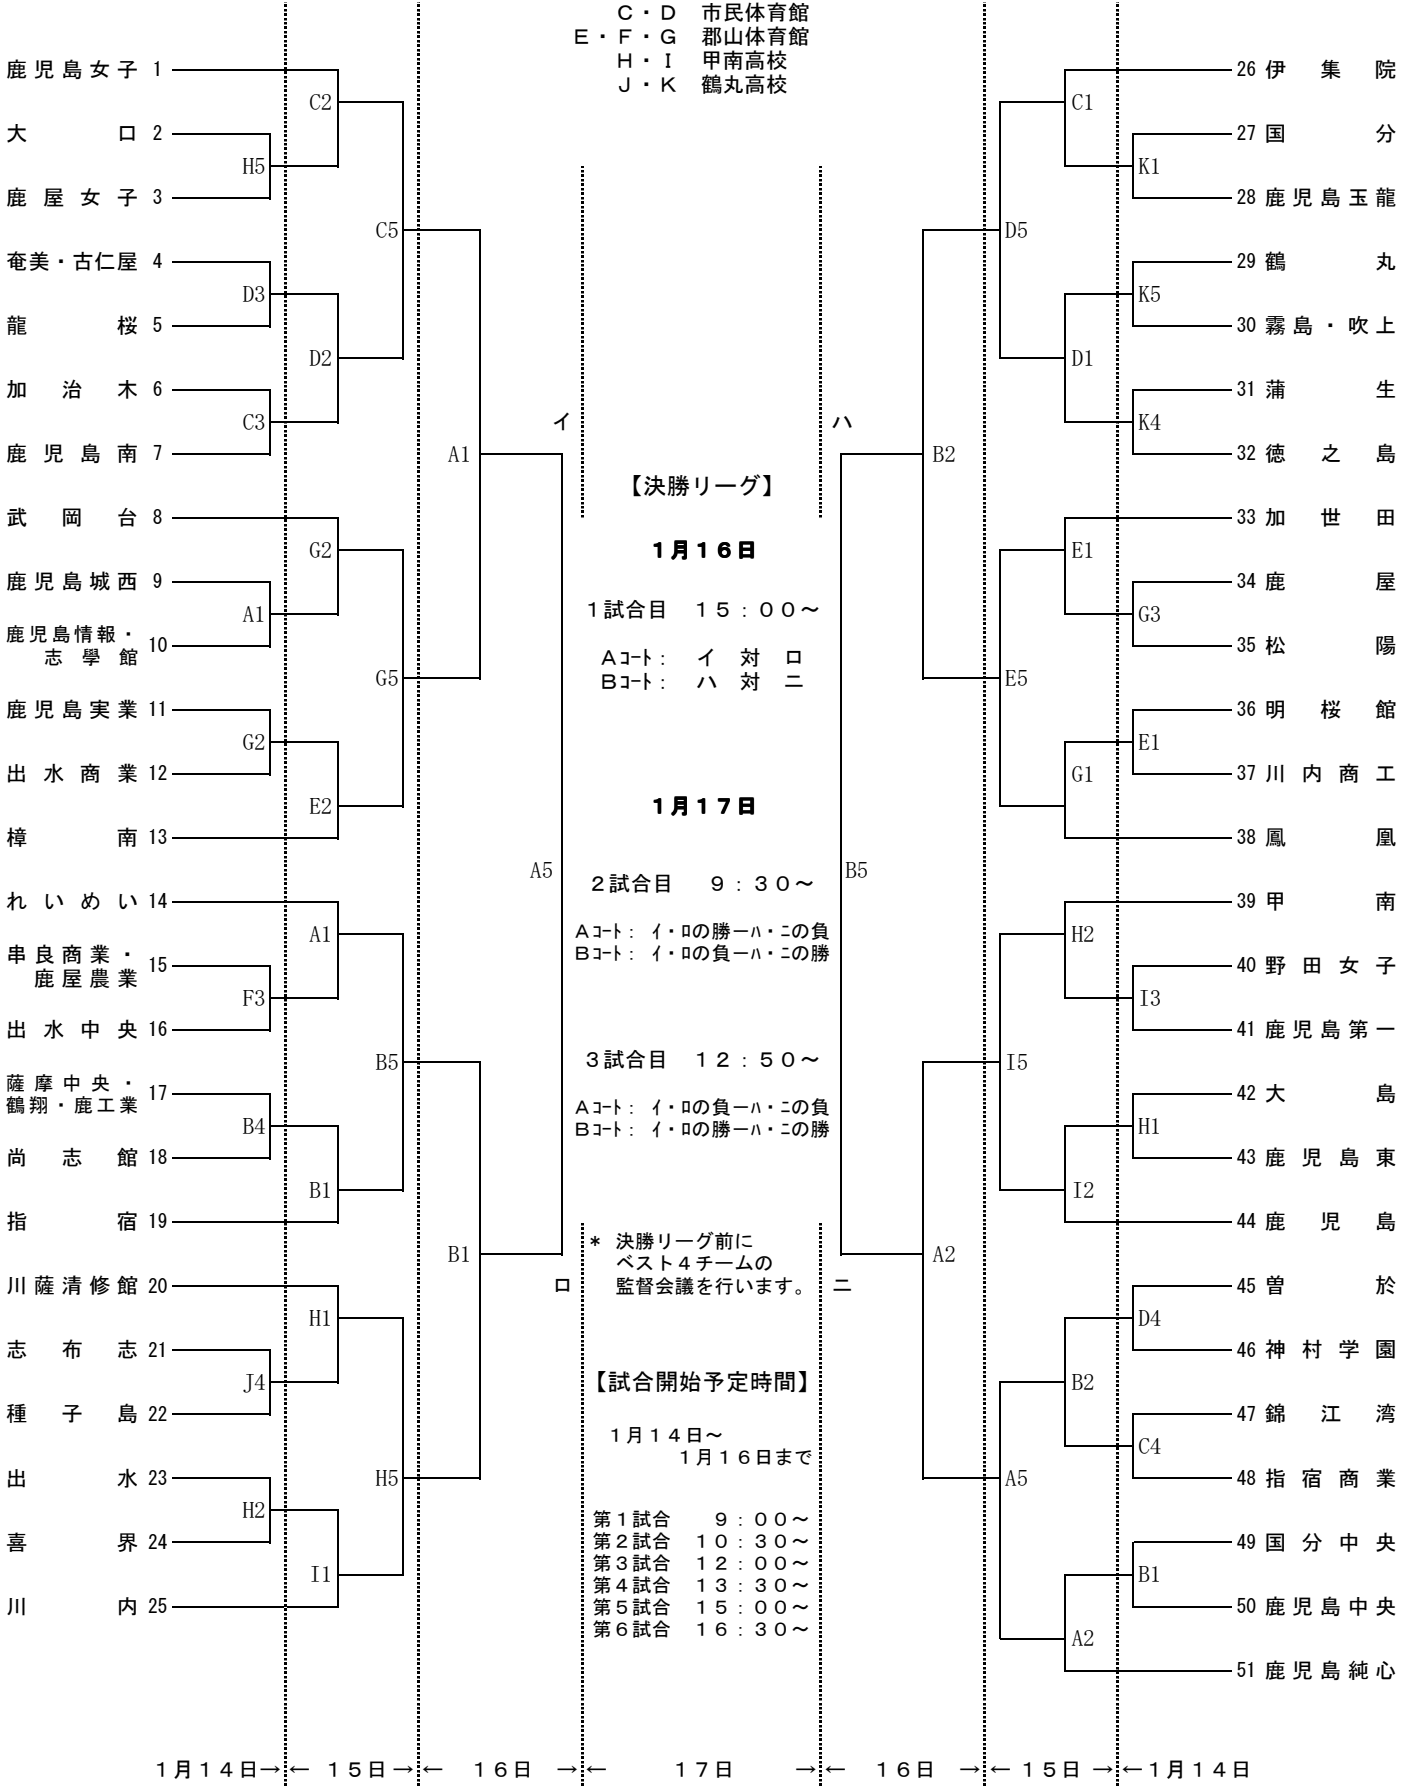 Ｃ・Ｄ　市民体育館
Ｅ・Ｆ・Ｇ　郡山体育館
Ｈ・Ｉ　甲南高校
Ｊ・Ｋ　鶴丸高校
鹿児島女子 1
大口 2
鹿屋女子 3
奄美・古仁屋 4
龍桜 5
加治木 6
鹿児島南 7
武岡台 8
鹿児島城西 9
鹿児島情報・
志學館 10
鹿児島実業 11
出水商業 12
樟南 13
れいめい 14
串良商業・
鹿屋農業 15
出水中央 16
薩摩中央・
鶴翔・鹿工業 17
尚志館 18
指宿 19
川薩清修館 20
志布志 21
種子島 22
出水 23
喜界 24
川内 25
H5
D3
C3
A1
G2
F3
B4
J4
H2
C2
D2
G2
E2
A1
B1
H1
I1
C5
G5
B5
H5
A1
B1
A5
イ
ロ
【決勝リーグ】
１月１６日
１試合目　１５：００～
Ａコート：　イ　対　ロ
Ｂコート：　ハ　対　ニ
１月１７日
２試合目　９：３０～
Ａコート：　イ・ロの勝－ハ・ニの負
Ｂコート：　イ・ロの負－ハ・ニの勝
３試合目　１２：５０～
Ａコート：　イ・ロの負－ハ・ニの負
Ｂコート：　イ・ロの勝－ハ・ニの勝
*　決勝リーグ前に
ベスト４チームの
監督会議を行います。
【試合開始予定時間】
１月１４日～
１月１６日まで
第１試合　９：００～
第２試合　１０：３０～
第３試合　１２：００～
第４試合　１３：３０～
第５試合　１５：００～
第６試合　１６：３０～
ハ
ニ
B5
B2
A2
D5
E5
I5
A5
C1
D1
E1
G1
H2
I2
B2
A2
K1
K5
K4
G3
E1
I3
H1
D4
C4
B1
26 伊集院
27 国分
28 鹿児島玉龍
29 鶴丸
30 霧島・吹上
31 蒲生
32 徳之島
33 加世田
34 鹿屋
35 松陽
36 明桜館
37 川内商工
38 鳳凰
39 甲南
40 野田女子
41 鹿児島第一
42 大島
43 鹿児島東
44 鹿児島
45 曽於
46 神村学園
47 錦江湾
48 指宿商業
49 国分中央
50 鹿児島中央
51 鹿児島純心
１月１４日→←　１５日　→←　１６日　→←　１７日　→←　１６日　→←　１５日　→←１月１４日